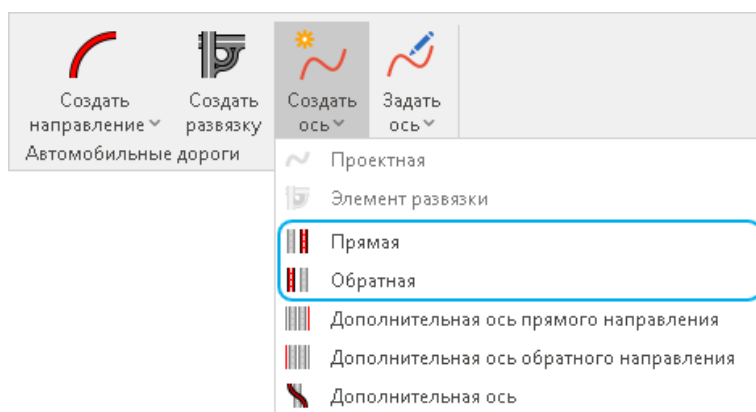 Создать
направление
Создать
развязку
Создать
ось
Задать
ось
Автомобильные дороги
Проектная
Элемент развязки
Прямая
Обратная
Дополнительная ось прямого направления
Дополнительная ось обратного направления
Дополнительная ось